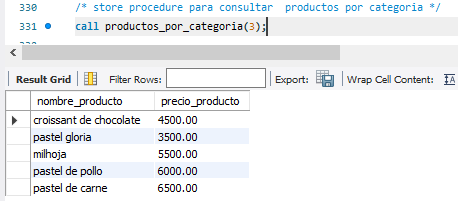 330 /* store procedure para consultar productos por categoria */
331 call productos_por_categoria(3);
Result Grid Filter Rows: Export: Wrap Cell Content:
nombre_producto precio_producto
croissant de chocolate 4500.00
pastel gloria 3500.00
milhoja 5500.00
pastel de pollo 6000.00
pastel de carne 6500.00